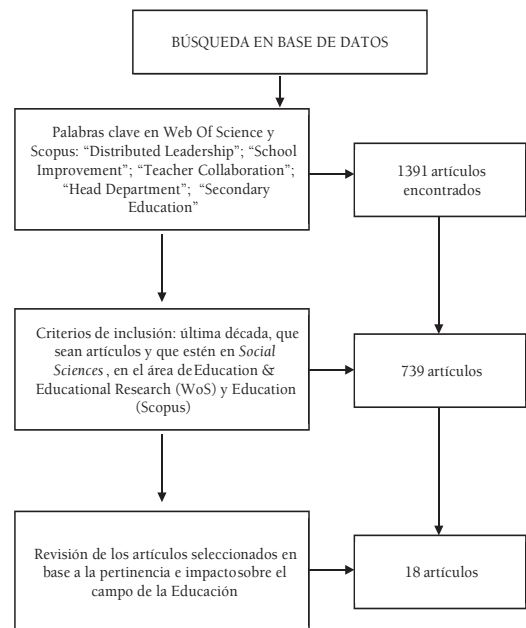 BÚSQUEDA EN BASE DE DATOS
Palabras clave en Web Of Science y
Scopus: “Distributed Leadership”; “School
Improvement”; “Teacher Collaboration”;
“Head Department”; “Secondary
Education”
1391 artículos
encontrados
Criterios de inclusión: última década, que
sean artículos y que estén en Social
Sciences, en el área de Education &
Educational Research (WoS) y Education
(Scopus)
739 artículos
Revisión de los artículos seleccionados en
base a la pertinencia e impacto sobre el
campo de la Educación
18 artículos